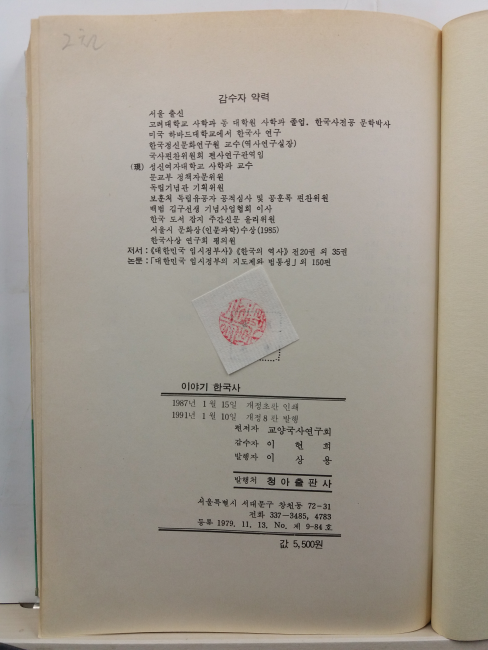 감수자 약력
서울 출신
고려대학교 사학과 동 대학원 사학과 졸업. 한국사전공 문학박사
미국 하바드대학교에서 한국사 연구
한국정신문화연구원 교수(역사연구실장)
국사편찬위원회 편사연구관역임
(現) 성신여자대학교 사학과 교수
문교부 정책자문위원
독립기념관 기획위원
보훈처 독립유공자 공적심사 및 공훈록 편찬위원
백범 김구선생 기념사업협회 이사
한국 도서 잡지 주간신문 윤리위원
서울시 문화상(인문과학)수상(1985)
한국사상 연구회 평의원
저서 : 《대한민국 임시정부사》《한국의 역사》전20권 외 35권
논문 : 「대한민국 임시정부의 지도체와 법통성」외 150편
이야기 한국사
1987년 1월 15일 개정초판 인쇄
1991년 1월 10일 개정8판 발행
편저자 교양국사연구회
감수자 이현희
발행자 이상용
발행처 청아출판사
서울특별시 서대문구 창천동 72-31
전화 337-3485, 4783
등록 1979. 11. 13. No. 제 9-84호
값 5,500원